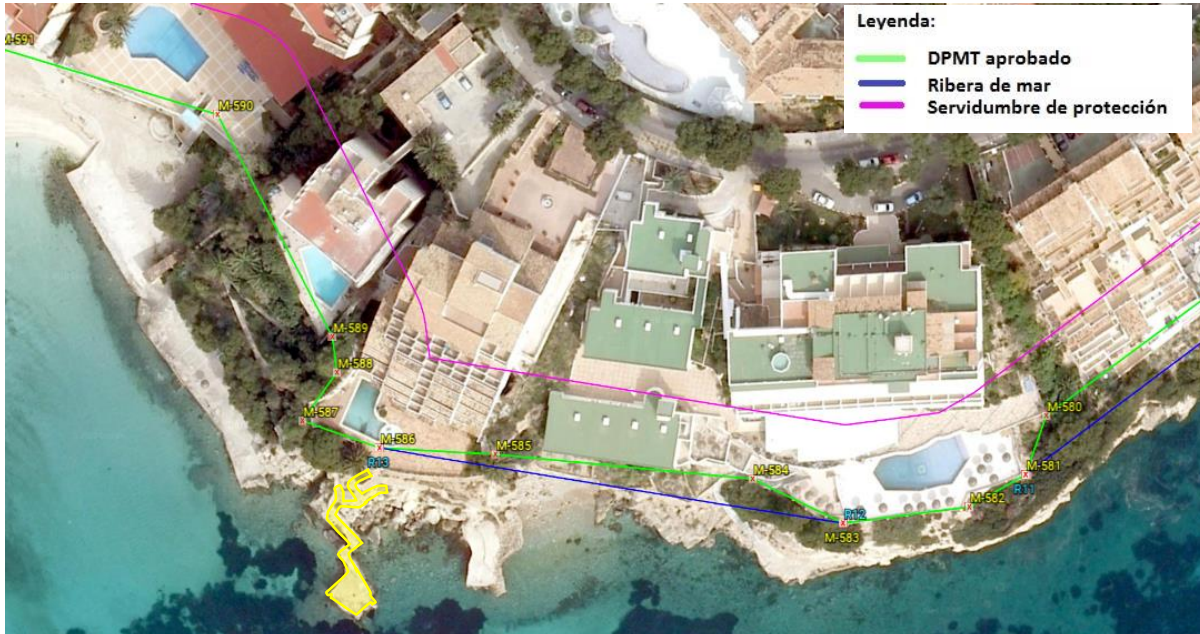 Leyenda:
DPMT aprobado
Ribera de mar
Servidumbre de protección
M-591
M-590
M-589
M-588
M-587
M-586
R13
M-585
M-584
R12
M-583
M-582
R11
M-581
M-580